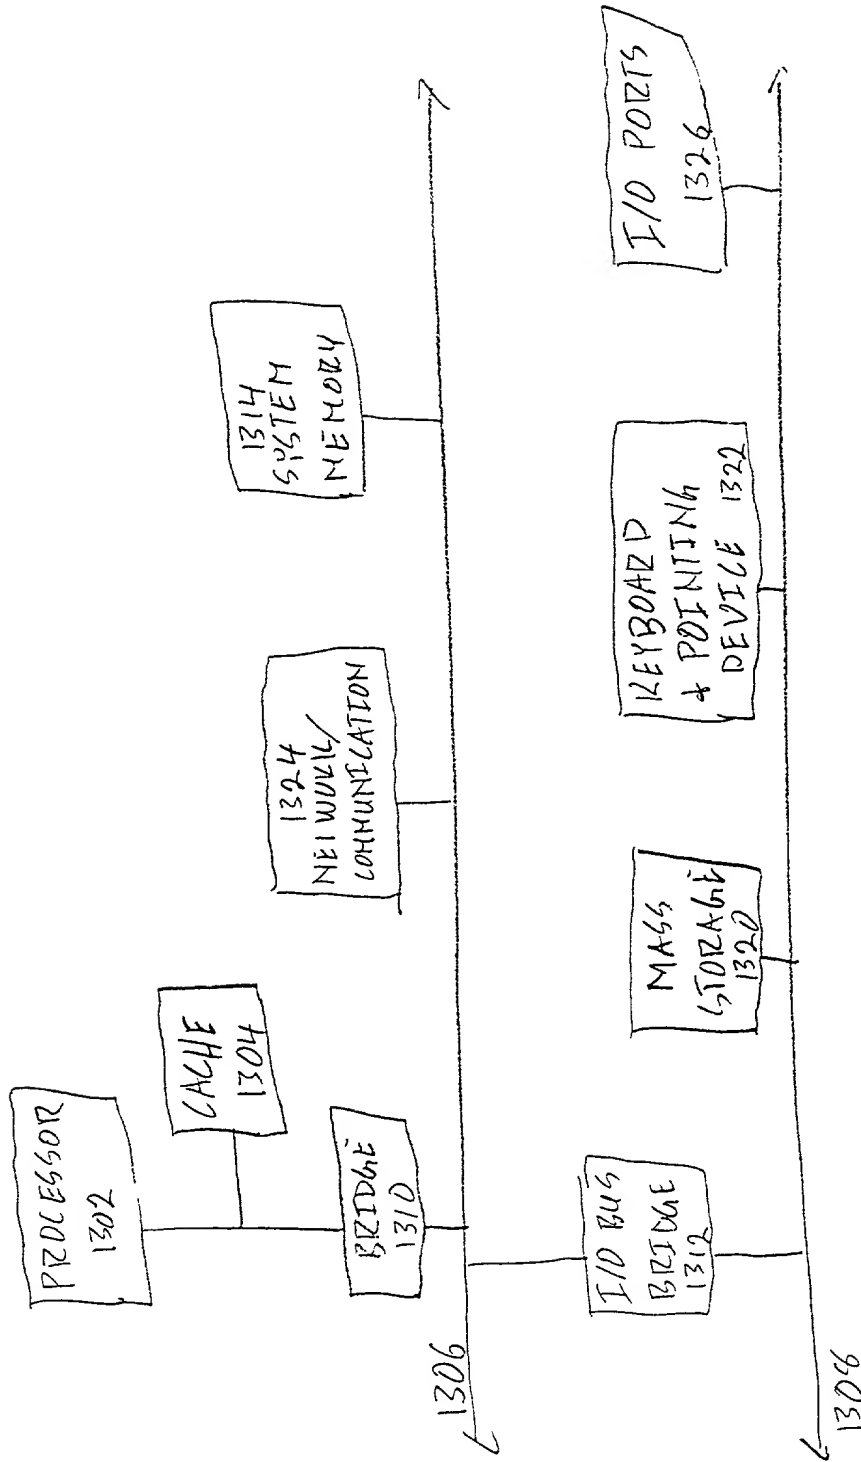 PROCESSOR
1302
CACHE
1304
BRIDGE
1310
1324
NETWORK/
COMMUNICATION
1314
SYSTEM
MEMORY
1306
I/O BUS
BRIDGE
1312
MASS
STORAGE
1320
KEYBOARD
& POINTING
DEVICE 1322
I/O PORTS
1326
1308